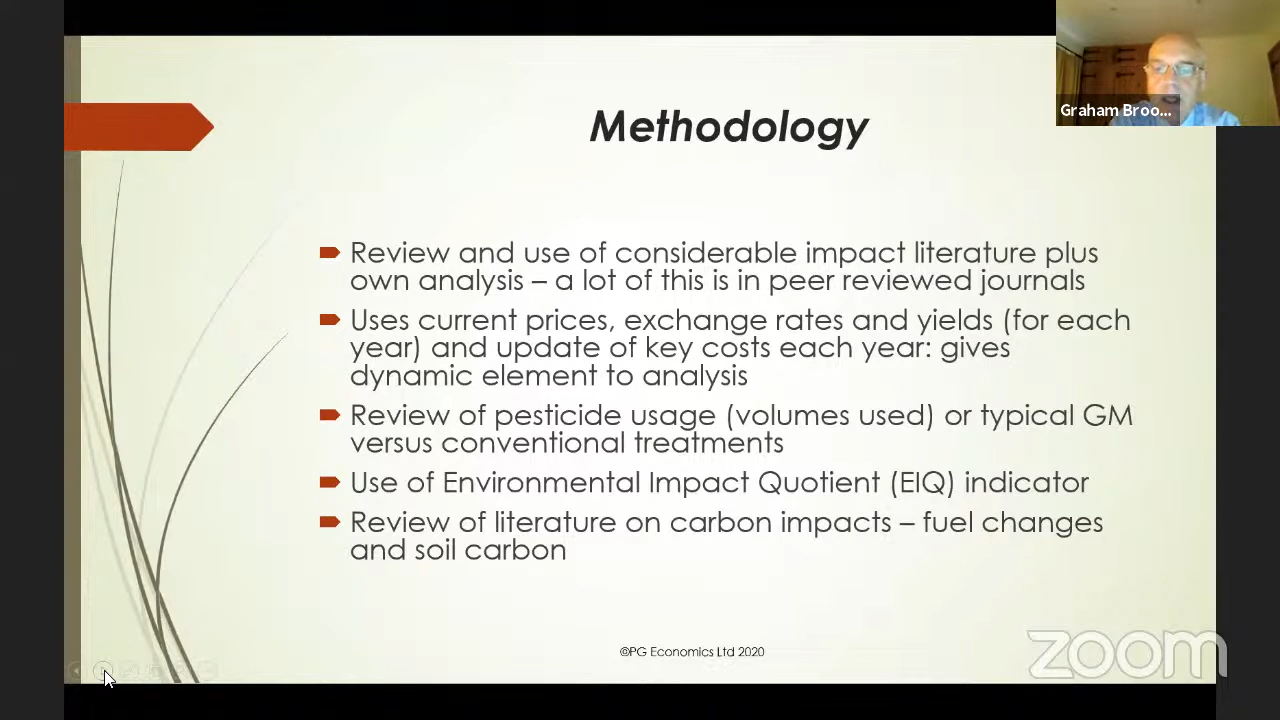 Graham Broo...
Methodology
Review and use of considerable impact literature plus
own analysis – a lot of this is in peer reviewed journals
Uses current prices, exchange rates and yields (for each
year) and update of key costs each year: gives
dynamic element to analysis
Review of pesticide usage (volumes used) or typical GM
versus conventional treatments
Use of Environmental Impact Quotient (EIQ) indicator
Review of literature on carbon impacts – fuel changes
and soil carbon
©PG Economics Ltd 2020
zoom